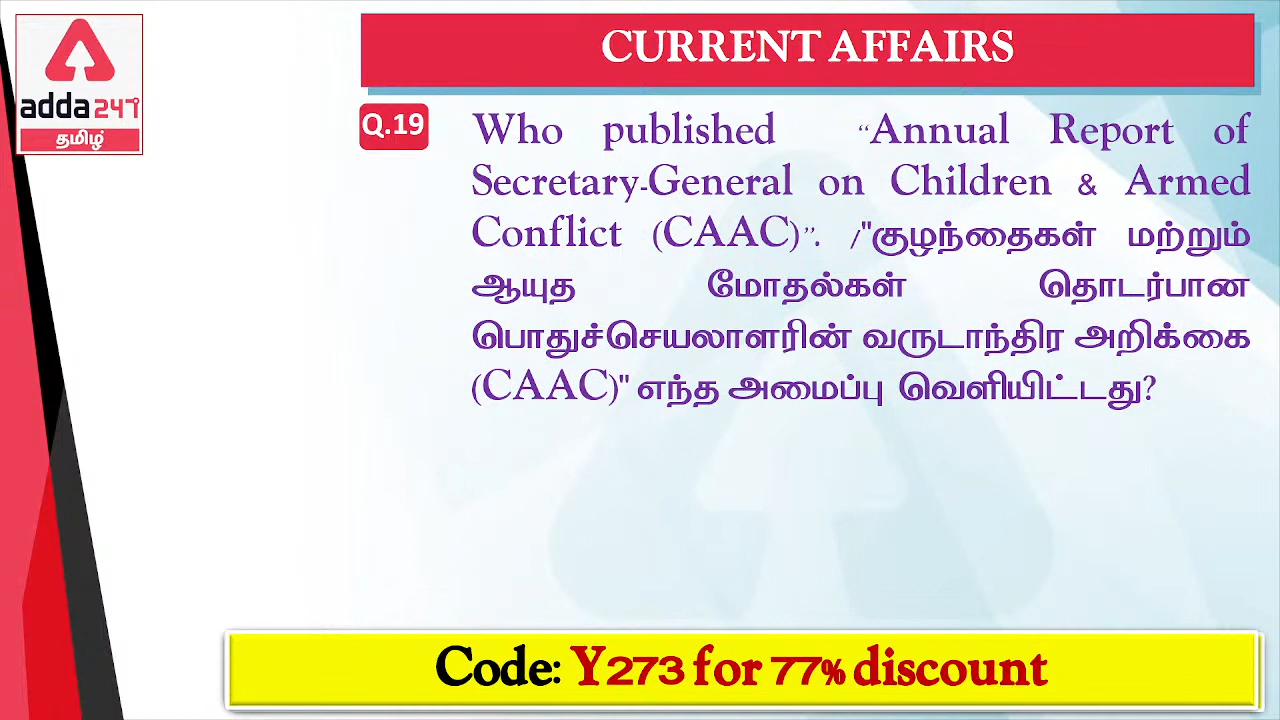 CURRENT AFFAIRS
adda247
தமிழ்
Q.19
Who published “Annual Report of
Secretary-General on Children & Armed
Conflict (CAAC)”. /"குழந்தைகள் மற்றும்
ஆயுத மோதல்கள் தொடர்பான
பொதுச்செயலாளரின் வருடாந்திர அறிக்கை
(CAAC)" எந்த அமைப்பு வெளியிட்டது?
Code: Y273 for 77% discount